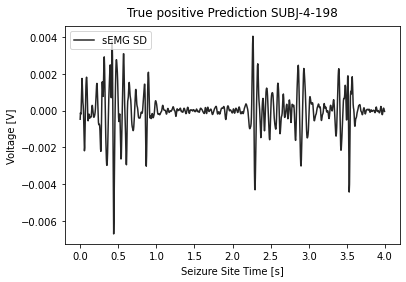 True positive Prediction SUBJ-4-198
sEMG SD
0.004
0.002
0.000
−0.002
−0.004
−0.006
Voltage [V]
0.0 0.5 1.0 1.5 2.0 2.5 3.0 3.5 4.0
Seizure Site Time [s]